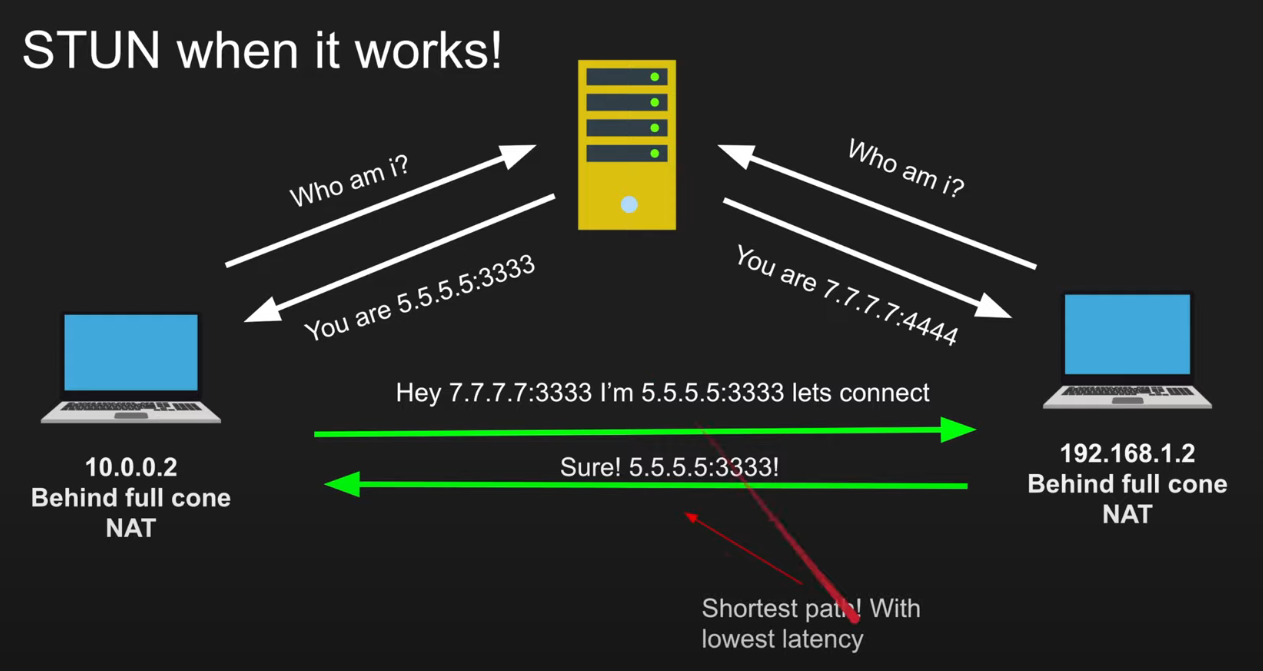 STUN when it works!
Who am i?
Who am i?
You are 5.5.5.5:3333
You are 7.7.7.7:4444
Hey 7.7.7.7:3333 I’m 5.5.5.5:3333 lets connect
Sure! 5.5.5.5:3333!
10.0.0.2
Behind full cone
NAT
192.168.1.2
Behind full cone
NAT
Shortest path! With
lowest latency